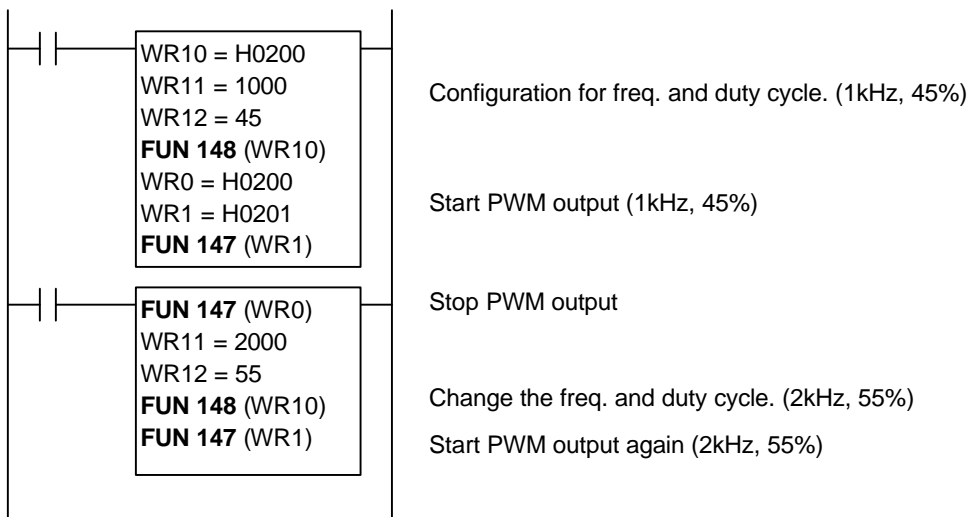 WR10 = H0200
WR11 = 1000
WR12 = 45
FUN 148 (WR10)
WR0 = H0200
WR1 = H0201
FUN 147 (WR1)
Configuration for freq. and duty cycle. (1kHz, 45%)
Start PWM output (1kHz, 45%)
FUN 147 (WR0)
WR11 = 2000
WR12 = 55
FUN 148 (WR10)
FUN 147 (WR1)
Stop PWM output
Change the freq. and duty cycle. (2kHz, 55%)
Start PWM output again (2kHz, 55%)